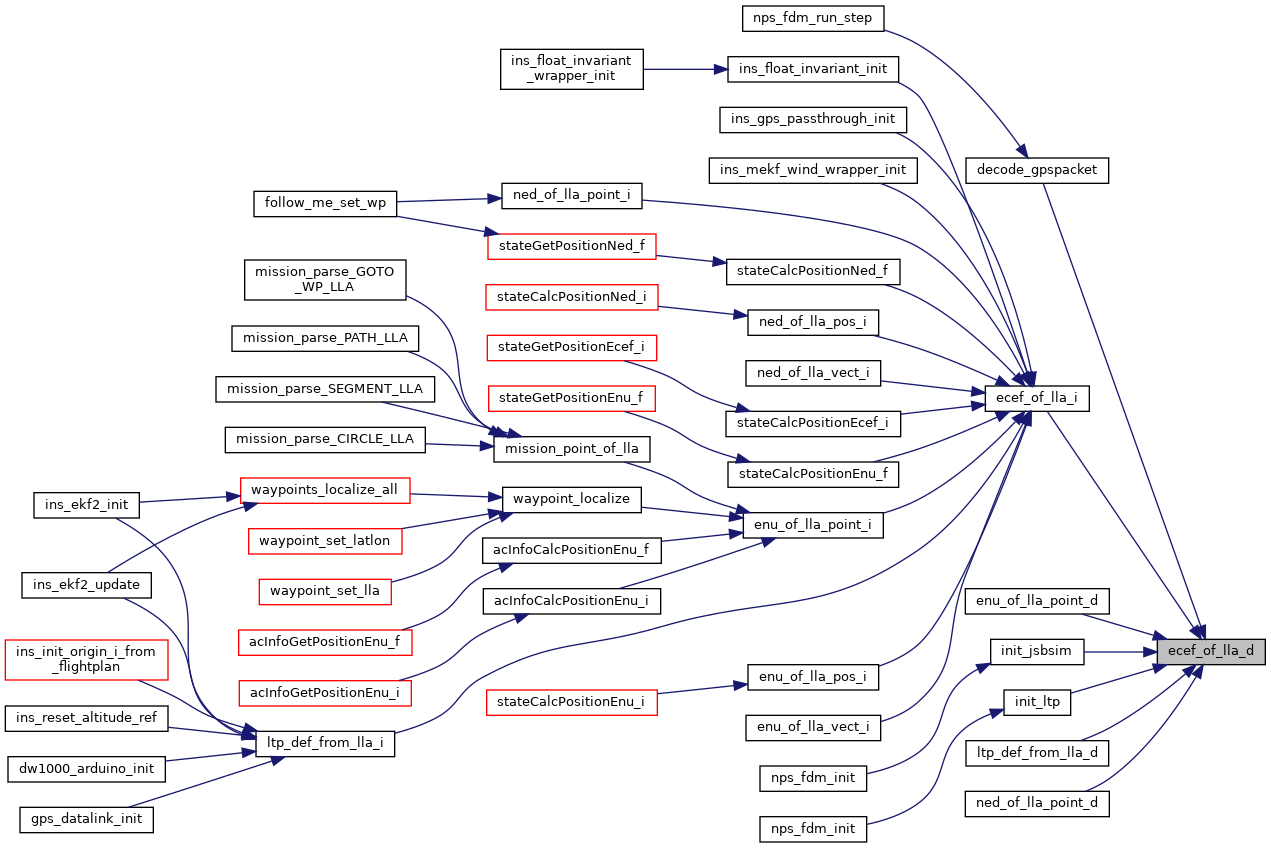 nps_fdm_run_step
ins_float_invariant
_wrapper_init
ins_float_invariant_init
ins_gps_passthrough_init
ins_mekf_wind_wrapper_init
decode_gpspacket
follow_me_set_wp
ned_of_lla_point_i
stateGetPositionNed_f
mission_parse_GOTO
_WP_LLA
stateCalcPositionNed_f
stateCalcPositionNed_i
ned_of_lla_pos_i
mission_parse_PATH_LLA
stateGetPositionEcef_i
ned_of_lla_vect_i
mission_parse_SEGMENT_LLA
stateGetPositionEnu_f
ecef_of_lla_i
stateCalcPositionEcef_i
mission_parse_CIRCLE_LLA
mission_point_of_lla
stateCalcPositionEnu_f
waypoints_localize_all
ins_ekf2_init
waypoint_localize
enu_of_lla_point_i
waypoint_set_latlon
acInfoCalcPositionEnu_f
ins_ekf2_update
waypoint_set_lla
acInfoCalcPositionEnu_i
enu_of_lla_point_d
acInfoGetPositionEnu_f
ins_init_origin_i_from
_flightplan
init_jsbsim
ecef_of_lla_d
enu_of_lla_pos_i
acInfoGetPositionEnu_i
stateCalcPositionEnu_i
init_ltp
ins_reset_altitude_ref
enu_of_lla_vect_i
ltp_def_from_lla_i
ltp_def_from_lla_d
dw1000_arduino_init
nps_fdm_init
ned_of_lla_point_d
gps_datalink_init
nps_fdm_init